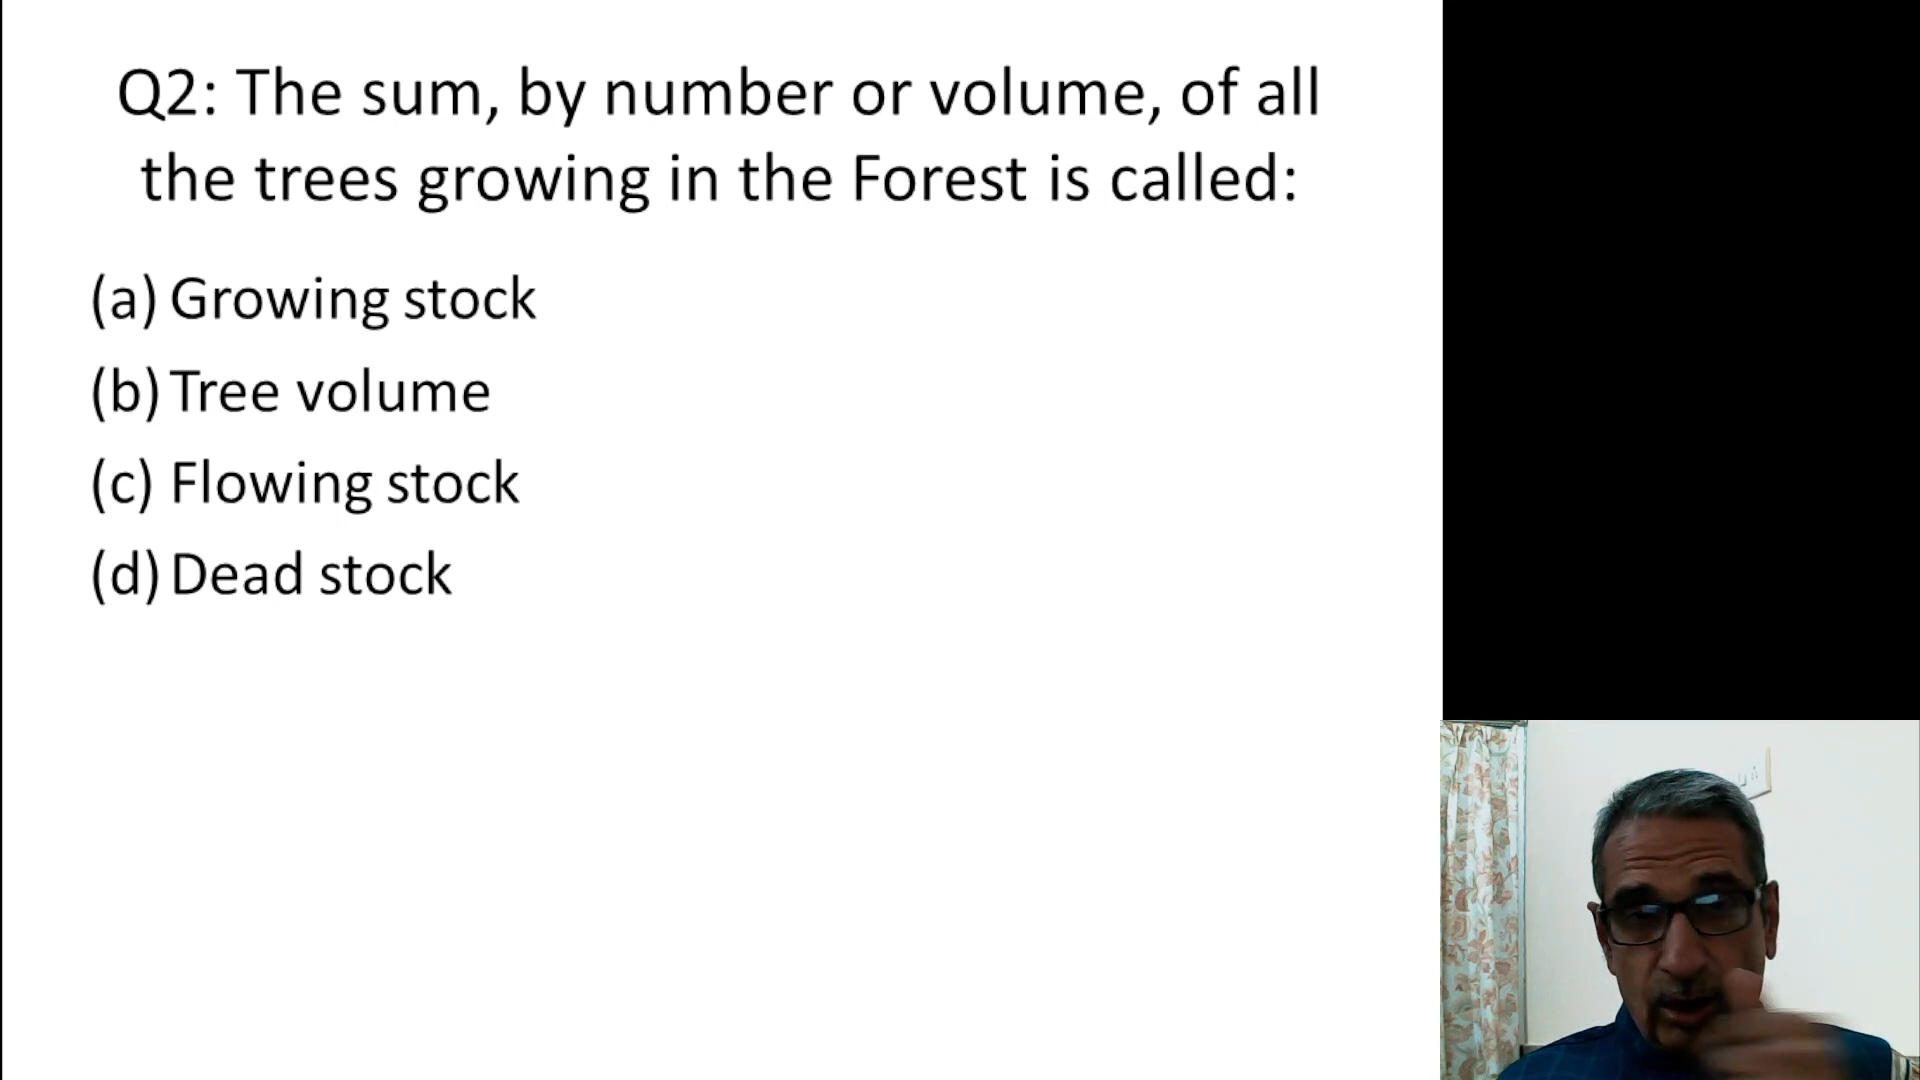 Q2: The sum, by number or volume, of all
the trees growing in the Forest is called:
(a) Growing stock
(b) Tree volume
(c) Flowing stock
(d) Dead stock